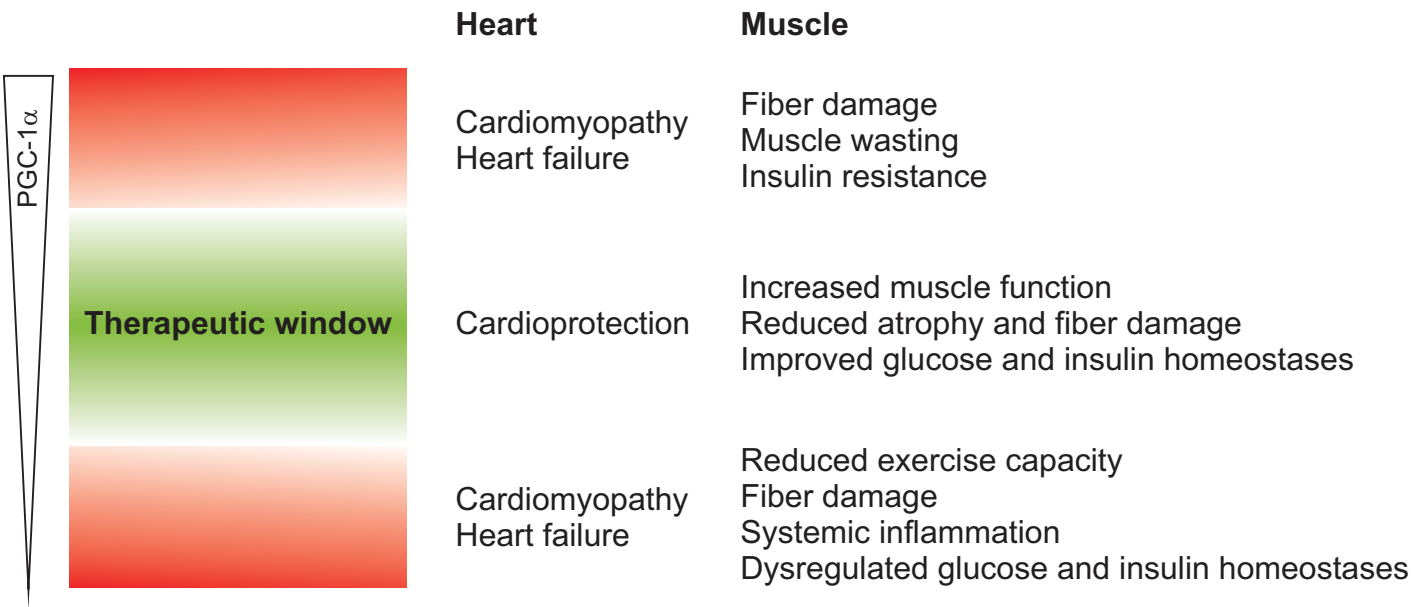 Heart
Muscle
PGC-1α
Cardiomyopathy
Heart failure
Fiber damage
Muscle wasting
Insulin resistance
Therapeutic window
Cardioprotection
Increased muscle function
Reduced atrophy and fiber damage
Improved glucose and insulin homeostases
Cardiomyopathy
Heart failure
Reduced exercise capacity
Fiber damage
Systemic inflammation
Dysregulated glucose and insulin homeostases